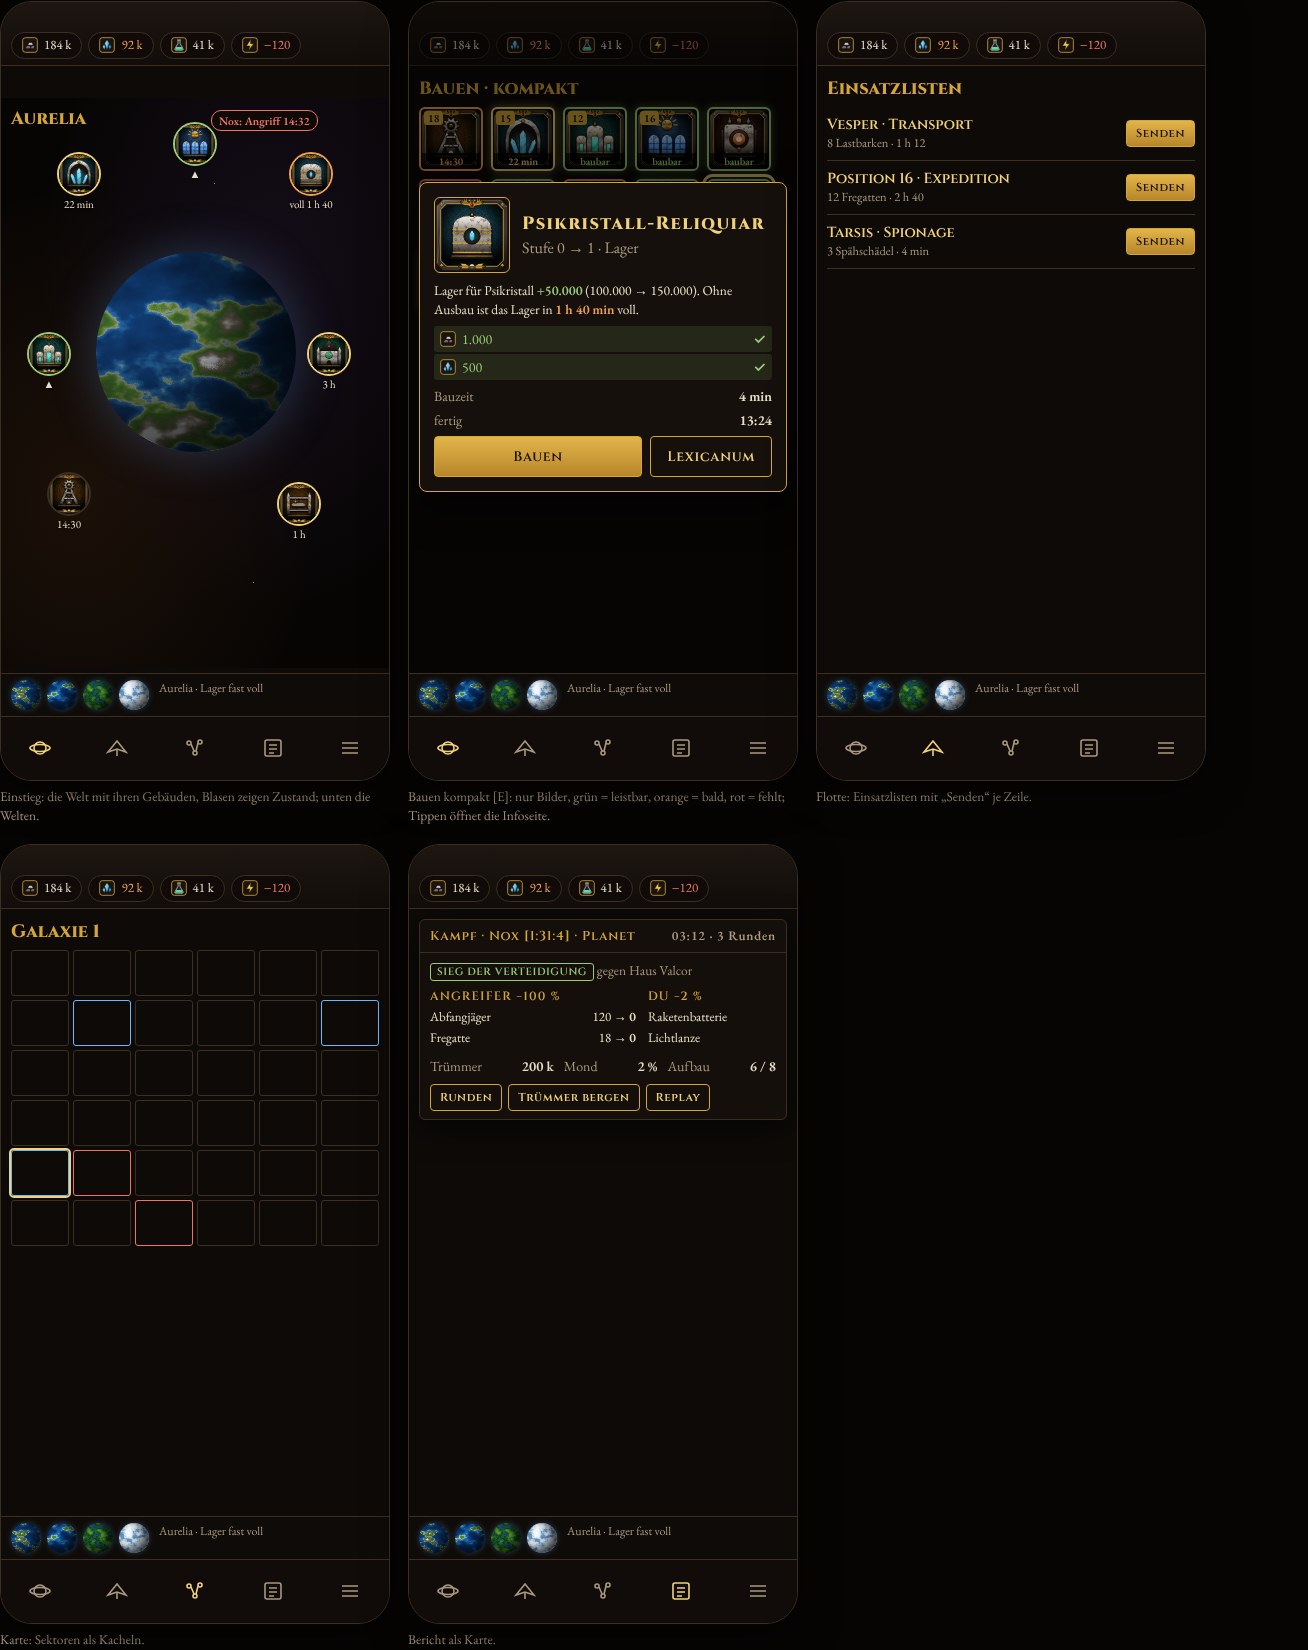 184 k 92 k 41 k −120
Aurelia
Nox: Angriff 14:32
22 min
voll 1 h 40
3 h
14:30
1 h
Aurelia · Lager fast voll
Einstieg: die Welt mit ihren Gebäuden, Blasen zeigen Zustand; unten die
Welten.
184 k 92 k 41 k −120
Bauen · kompakt
18 15 12 16
14:30 22 min baubar baubar baubar
Psikristall-Reliquiar
Stufe 0 → 1 · Lager
Lager für Psikristall +50.000 (100.000 → 150.000). Ohne
Ausbau ist das Lager in 1 h 40 min voll.
1.000
500
Bauzeit 4 min
fertig 13:24
Bauen Lexicanum
Aurelia · Lager fast voll
Bauen kompakt [E]: nur Bilder, grün = leistbar, orange = bald, rot = fehlt;
Tippen öffnet die Infoseite.
184 k 92 k 41 k −120
Einsatzlisten
Vesper · Transport
8 Lastbarken · 1 h 12
Senden
Position 16 · Expedition
12 Fregatten · 2 h 40
Senden
Tarsis · Spionage
3 Spähschädel · 4 min
Senden
Aurelia · Lager fast voll
Flotte: Einsatzlisten mit „Senden“ je Zeile.
184 k 92 k 41 k −120
Galaxie 1
Aurelia · Lager fast voll
Karte: Sektoren als Kacheln.
184 k 92 k 41 k −120
Kampf · Nox [1:31:4] · Planet 03:12 · 3 Runden
SIEG DER VERTEIDIGUNG gegen Haus Valcor
ANGREIFER −100 % DU −2 %
Abfangjäger 120 → 0 Raketenbatterie
Fregatte 18 → 0 Lichtlanze
Trümmer 200 k Mond 2 % Aufbau 6 / 8
Runden Trümmer bergen Replay
Aurelia · Lager fast voll
Bericht als Karte.